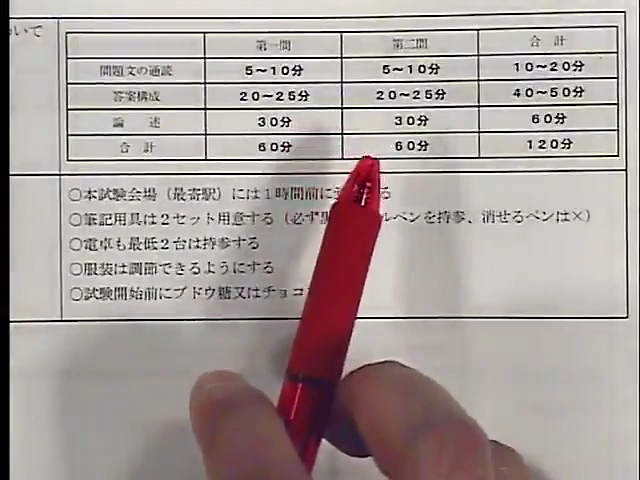 いて
第一問 第二問 合計
問題文の通読 5～10分 5～10分 10～20分
答案構成 20～25分 20～25分 40～50分
論述 30分 30分 60分
合計 60分 60分 120分
○本試験会場（最寄駅）には1時間前に る
○筆記用具は2セット用意する（必ず黒 ルペンを持参、消せるペンは×）
○電卓も最低2台は持参する
○服装は調節できるようにする
○試験開始前にブドウ糖又はチョコ